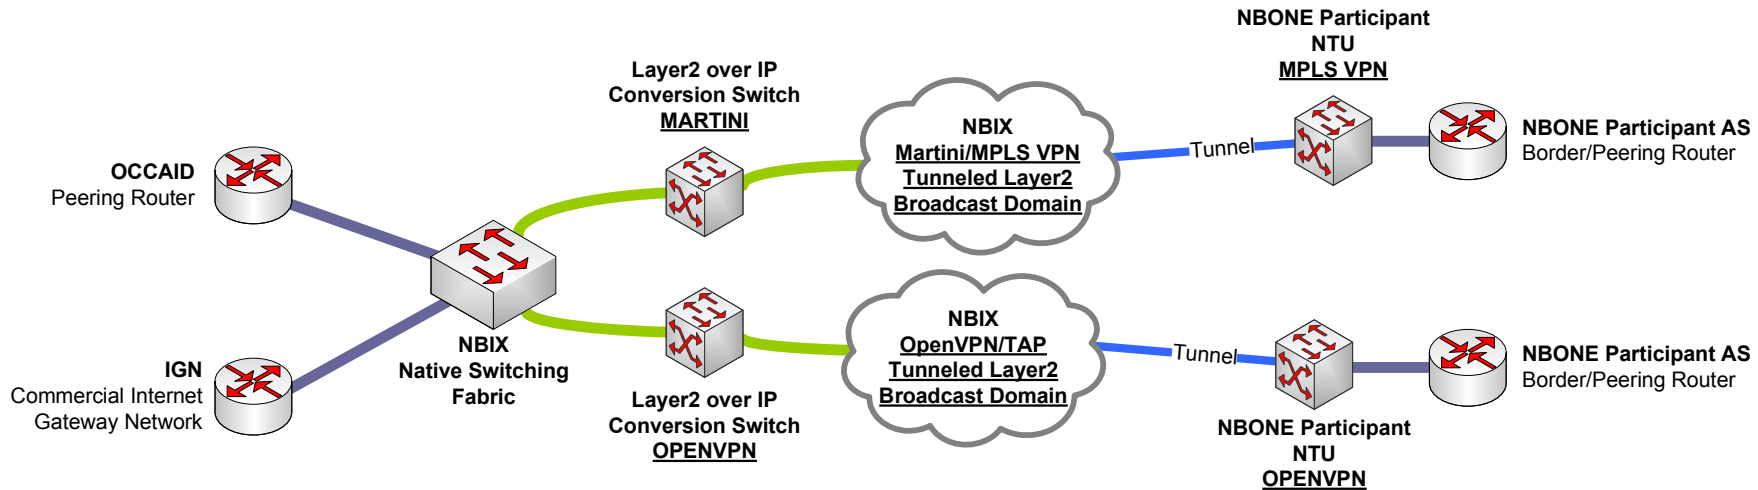 OCCAID
Peering Router
IGN
Commercial Internet
Gateway Network
NBIX
Native Switching
Fabric
Layer2 over IP
Conversion Switch
MARTINI
Layer2 over IP
Conversion Switch
OPENVPN
NBIX
Martini/MPLS VPN
Tunneled Layer2
Broadcast Domain
NBIX
OpenVPN/TAP
Tunneled Layer2
Broadcast Domain
Tunnel
Tunnel
NBONE Participant
NTU
MPLS VPN
NBONE Participant
NTU
OPENVPN
NBONE Participant AS
Border/Peering Router
NBONE Participant AS
Border/Peering Router